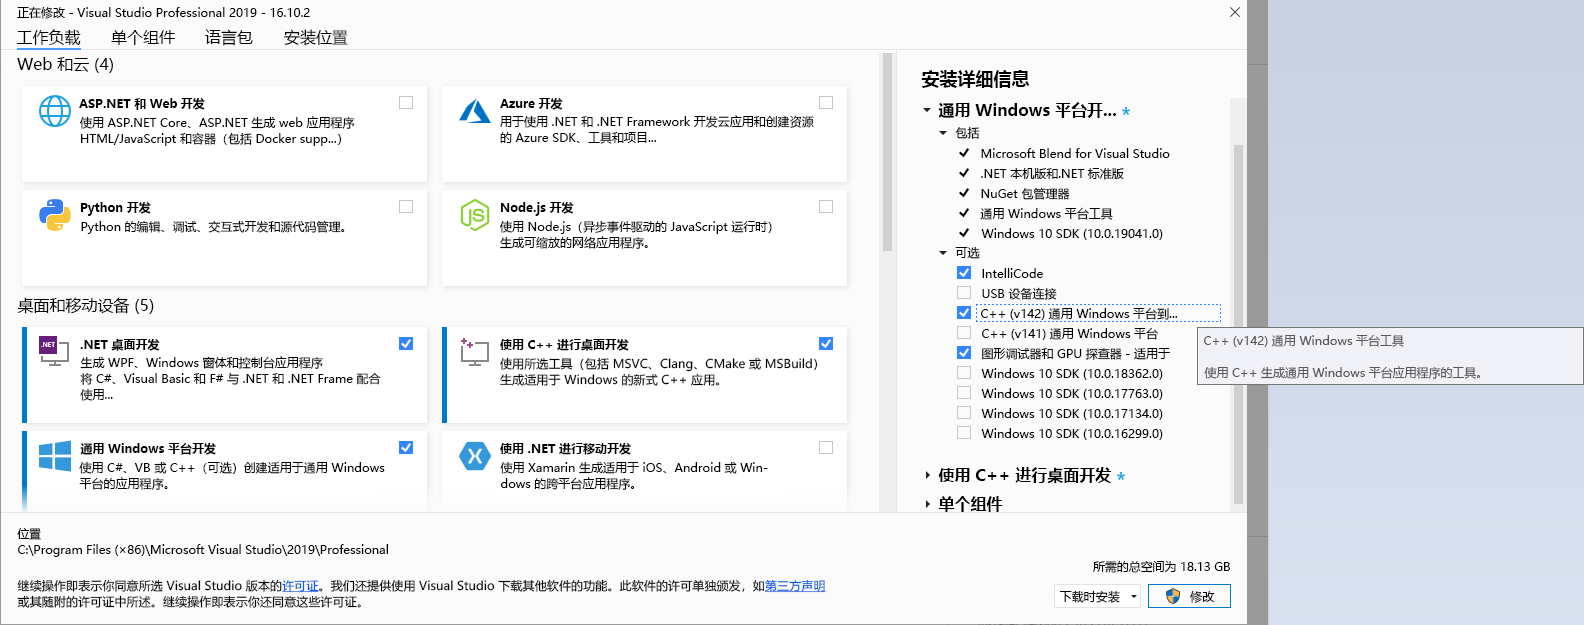 正在修改 - Visual Studio Professional 2019 - 16.10.2
工作负载 单个组件 语言包 安装位置
Web 和云 (4)
ASP.NET 和 Web 开发
使用 ASP.NET Core、ASP.NET 生成 web 应用程序
HTML/JavaScript 和容器（包括 Docker supp...）
Azure 开发
用于使用 .NET 和 .NET Framework 开发云应用和创建资源
的 Azure SDK、工具和项目...
Python 开发
Python 的编辑、调试、交互式开发和源代码管理。
JS
Node.js 开发
使用 Node.js（异步事件驱动的 JavaScript 运行时）
生成可缩放的网络应用程序。
桌面和移动设备 (5)
.NET
.NET 桌面开发
生成 WPF、Windows 窗体和控制台应用程序
将 C#、Visual Basic 和 F# 与 .NET 和 .NET Frame 配合
使用...
使用 C++ 进行桌面开发
使用所选工具（包括 MSVC、Clang、CMake 或 MSBuild）
生成适用于 Windows 的新式 C++ 应用。
通用 Windows 平台开发
使用 C#、VB 或 C++（可选）创建适用于通用 Windows
平台的应用程序。
使用 .NET 进行移动开发
使用 Xamarin 生成适用于 iOS、Android 或 Win-
dows 的跨平台应用程序。
安装详细信息
通用 Windows 平台开... *
包括
Microsoft Blend for Visual Studio
.NET 本机版和.NET 标准版
NuGet 包管理器
通用 Windows 平台工具
Windows 10 SDK (10.0.19041.0)
可选
IntelliCode
USB 设备连接
C++ (v142) 通用 Windows 平台到...
C++ (v141) 通用 Windows 平台
图形调试器和 GPU 探查器 - 适用于
Windows 10 SDK (10.0.18362.0)
Windows 10 SDK (10.0.17763.0)
Windows 10 SDK (10.0.17134.0)
Windows 10 SDK (10.0.16299.0)
使用 C++ 进行桌面开发 *
单个组件
C++ (v142) 通用 Windows 平台工具
使用 C++ 生成通用 Windows 平台应用程序的工具。
位置
C:\Program Files (×86)\Microsoft Visual Studio\2019\Professional
继续操作即表示你同意所选 Visual Studio 版本的许可证。我们还提供使用 Visual Studio 下载其他软件的功能。此软件的许可单独颁发，如第三方声明
或其随附的许可证中所述。继续操作即表示你还同意这些许可证。
所需的总空间为 18.13 GB
下载时安装
修改